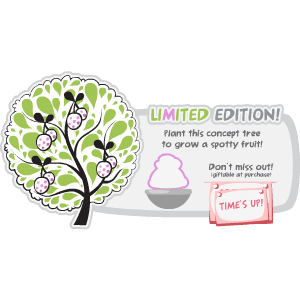 LIMITED EDITION!
Plant this concept tree
to grow a spotty fruit!
Don't miss out!
(giftable at purchase)
TIME'S UP!